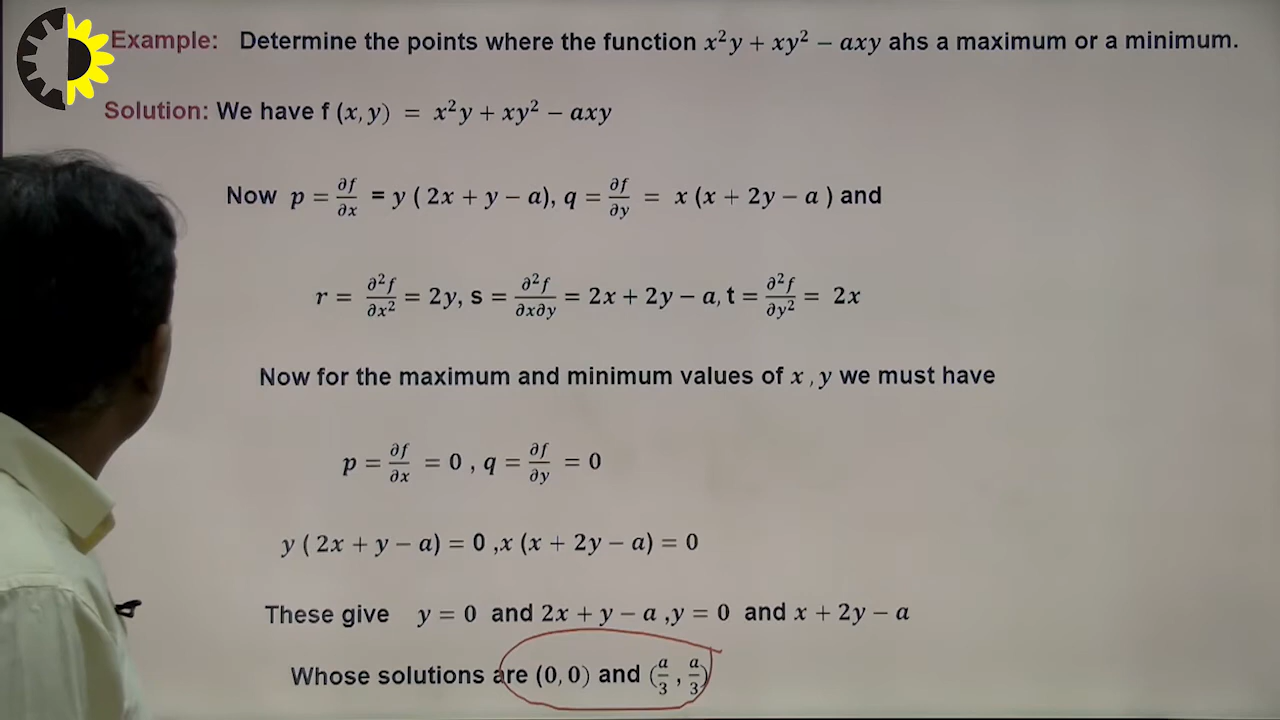 Example: Determine the points where the function x²y + xy² − axy ahs a maximum or a minimum.
Solution: We have f (x, y) = x²y + xy² − axy
Now p = ∂f/∂x = y ( 2x + y − a), q = ∂f/∂y = x (x + 2y − a ) and
r = ∂²f/∂x² = 2y, s = ∂²f/∂x∂y = 2x + 2y − a, t = ∂²f/∂y² = 2x
Now for the maximum and minimum values of x , y we must have
p = ∂f/∂x = 0 , q = ∂f/∂y = 0
y ( 2x + y − a) = 0 ,x (x + 2y − a) = 0
These give y = 0 and 2x + y − a ,y = 0 and x + 2y − a
Whose solutions are (0, 0) and (a/3 , a/3)